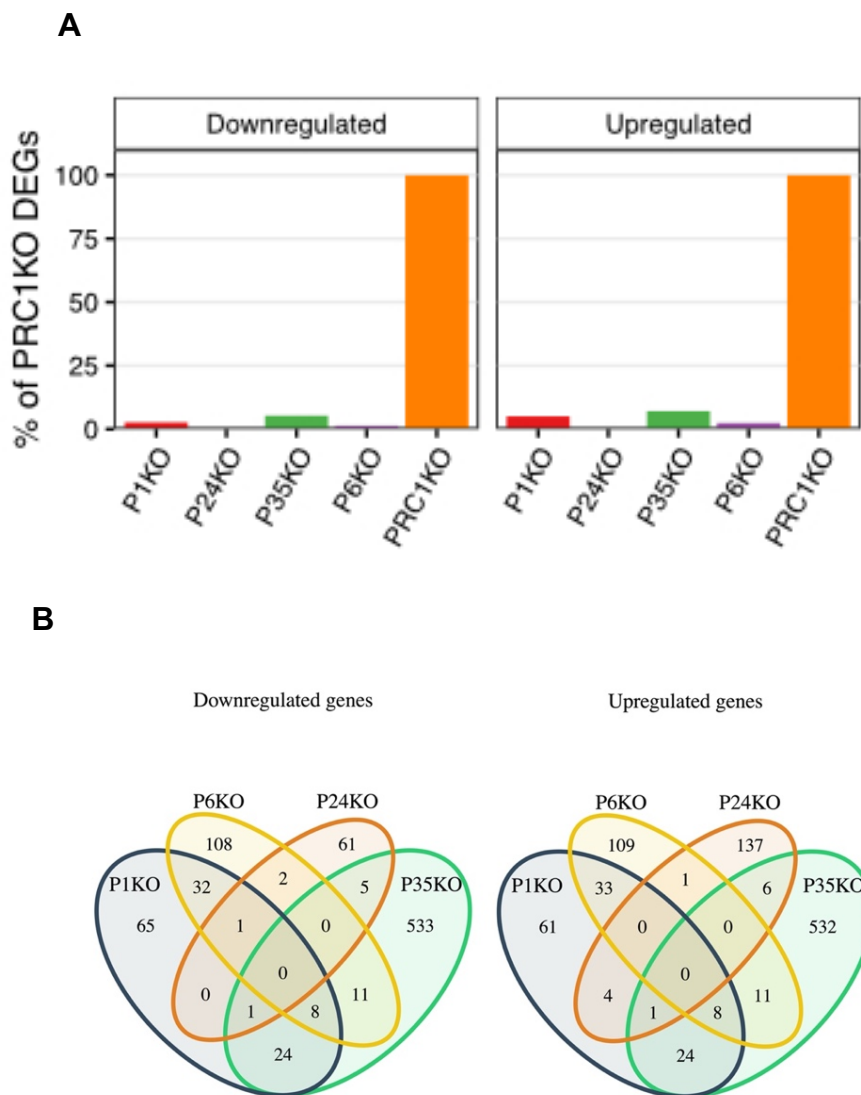 A
Downregulated Upregulated
% of PRC1KO DEGs
100
75
50
25
0
P1KO P24KO P35KO P6KO PRC1KO P1KO P24KO P35KO P6KO PRC1KO
B
Downregulated genes Upregulated genes
P6KO P24KO P6KO P24KO
108 61 109 137
P1KO 32 2 5 P35KO P1KO 33 1 6 P35KO
65 1 0 533 61 0 0 532
0 0
0 1 8 11 4 1 8 11
24 24